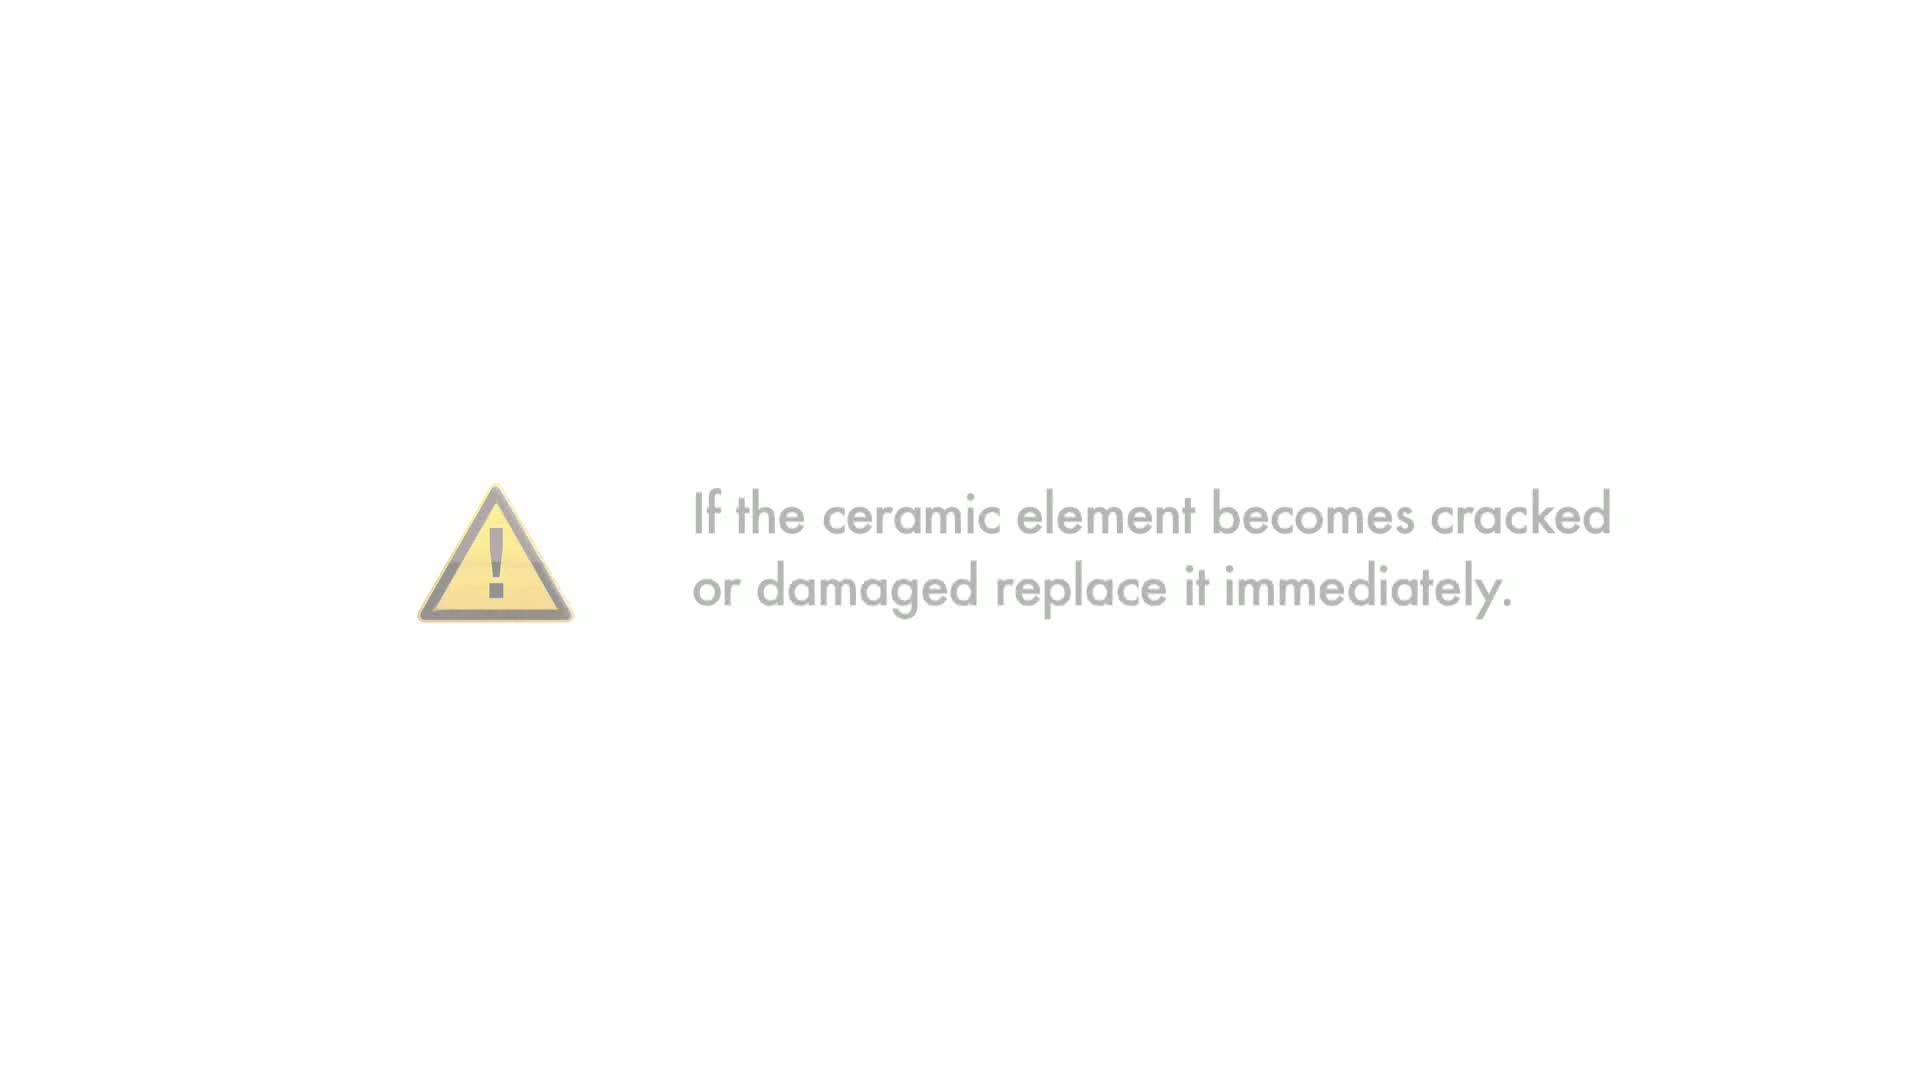 If the ceramic element becomes cracked
or damaged replace it immediately.